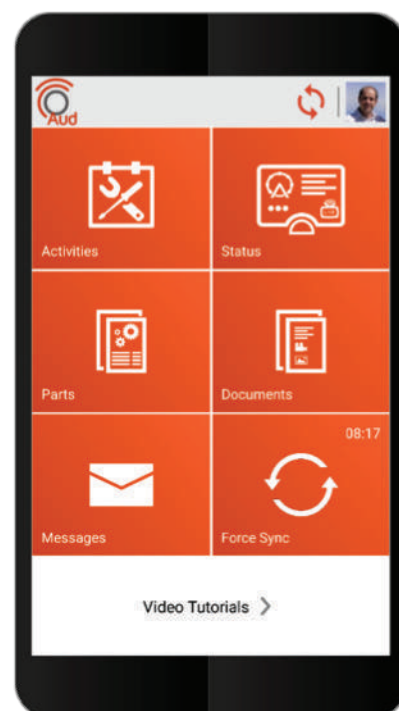 Aud
Activities
Status
Parts
Documents
08:17
Messages
Force Sync
Video Tutorials